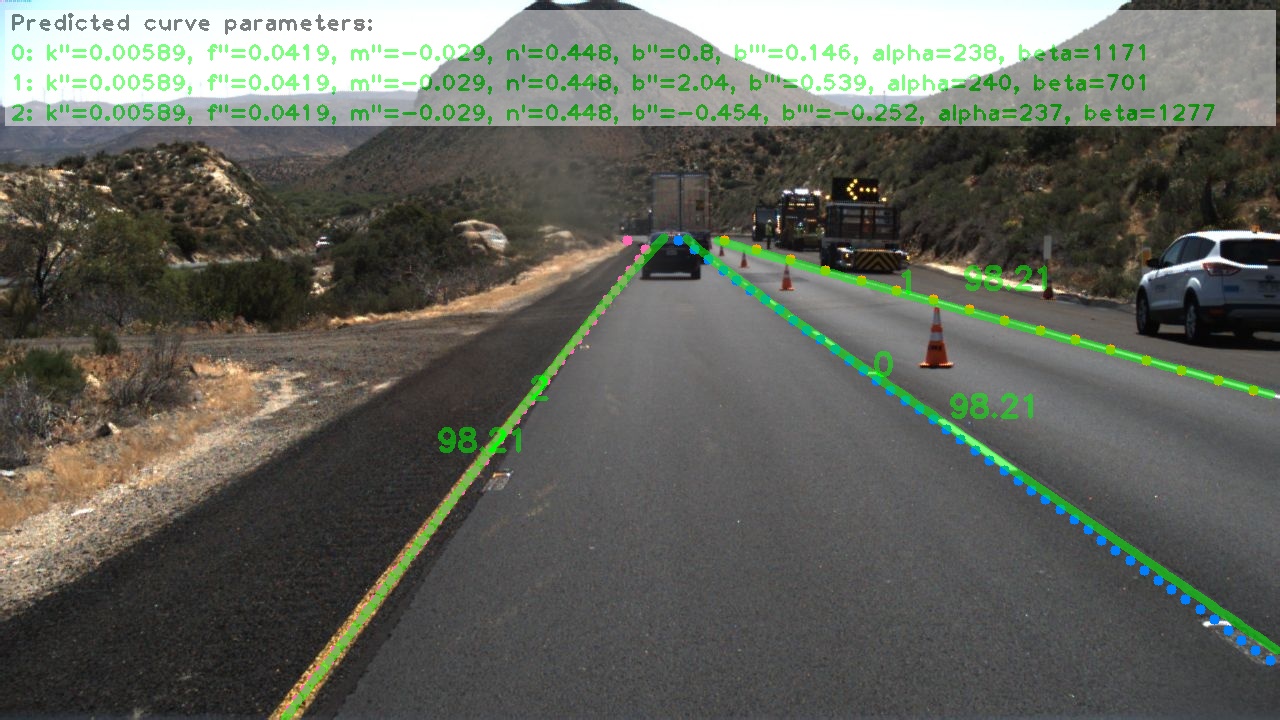 Predicted curve parameters:
0: k''=0.00589, f''=0.0419, m''=-0.029, n'=0.448, b''=0.8, b'''=0.146, alpha=238, beta=1171
1: k''=0.00589, f''=0.0419, m''=-0.029, n'=0.448, b''=2.04, b'''=0.539, alpha=240, beta=701
2: k''=0.00589, f''=0.0419, m''=-0.029, n'=0.448, b''=-0.454, b'''=-0.252, alpha=237, beta=1277
1 98.21
0
98.21
2
98.21